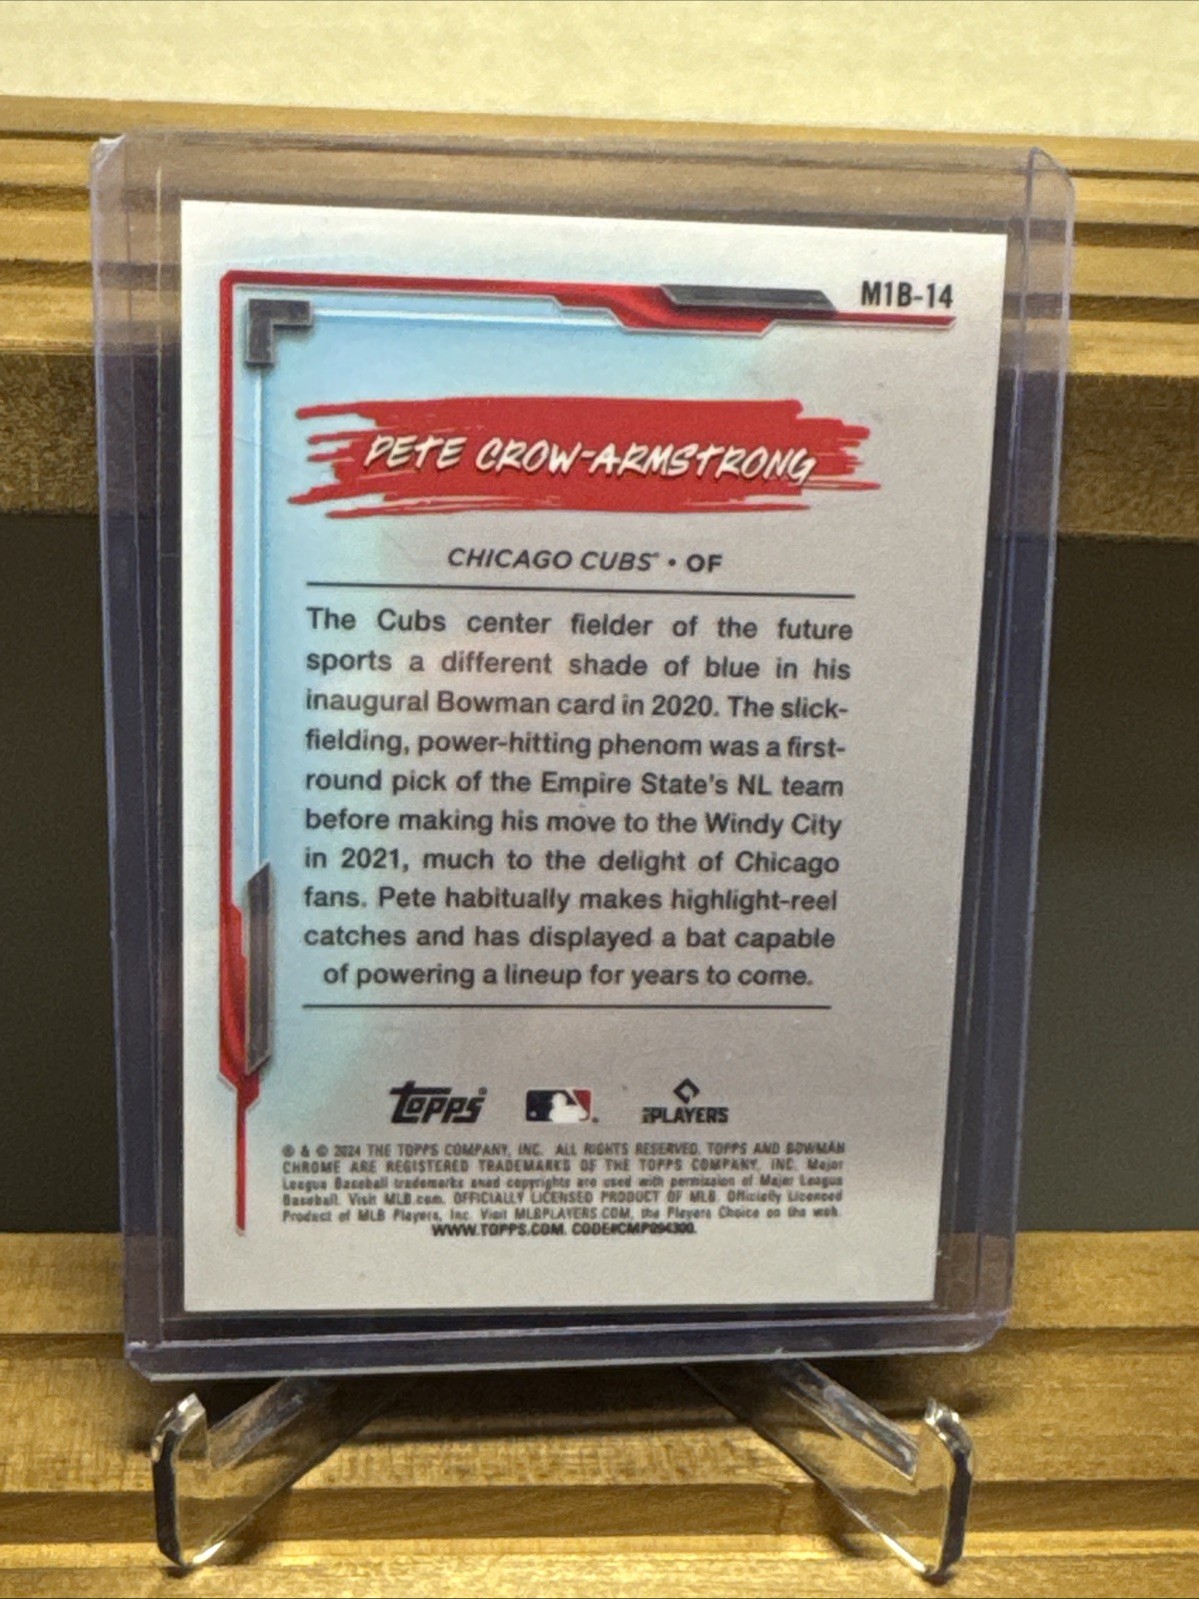 M1B-14
PETE CROW-ARMSTRONG
CHICAGO CUBS • OF
The Cubs center fielder of the future
sports a different shade of blue in his
inaugural Bowman card in 2020. The slick-
fielding, power-hitting phenom was a first-
round pick of the Empire State's NL team
before making his move to the Windy City
in 2021, much to the delight of Chicago
fans. Pete habitually makes highlight-reel
catches and has displayed a bat capable
of powering a lineup for years to come.
TOPPS® PLAYERS
® & © 2024 THE TOPPS COMPANY, INC. ALL RIGHTS RESERVED. TOPPS AND BOWMAN
CHROME ARE REGISTERED TRADEMARKS OF THE TOPPS COMPANY, INC. Major
League Baseball trademarks and copyrights are used with permission of Major League
Baseball. Visit MLB.com. OFFICIALLY LICENSED PRODUCT OF MLB Officially Licensed
Product of MLB Players, Inc. Visit MLBPLAYERS.COM, the Players Choice on the web.
WWW.TOPPS.COM. CODE#CMP094300.